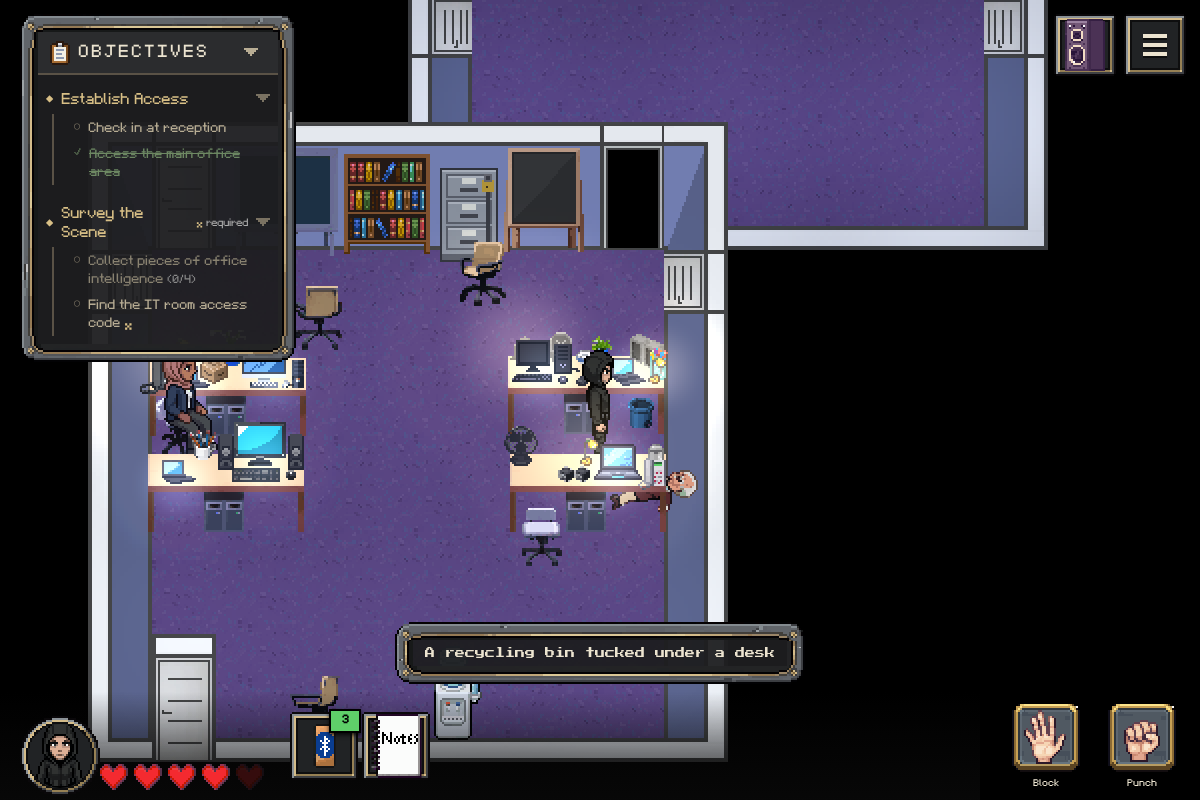 OBJECTIVES
Establish Access
Check in at reception
Access the main office
area
Survey the
Scene
x required
Collect pieces of office
intelligence (0/4)
Find the IT room access
code x
A recycling bin tucked under a desk
3
Notes
Block
Punch